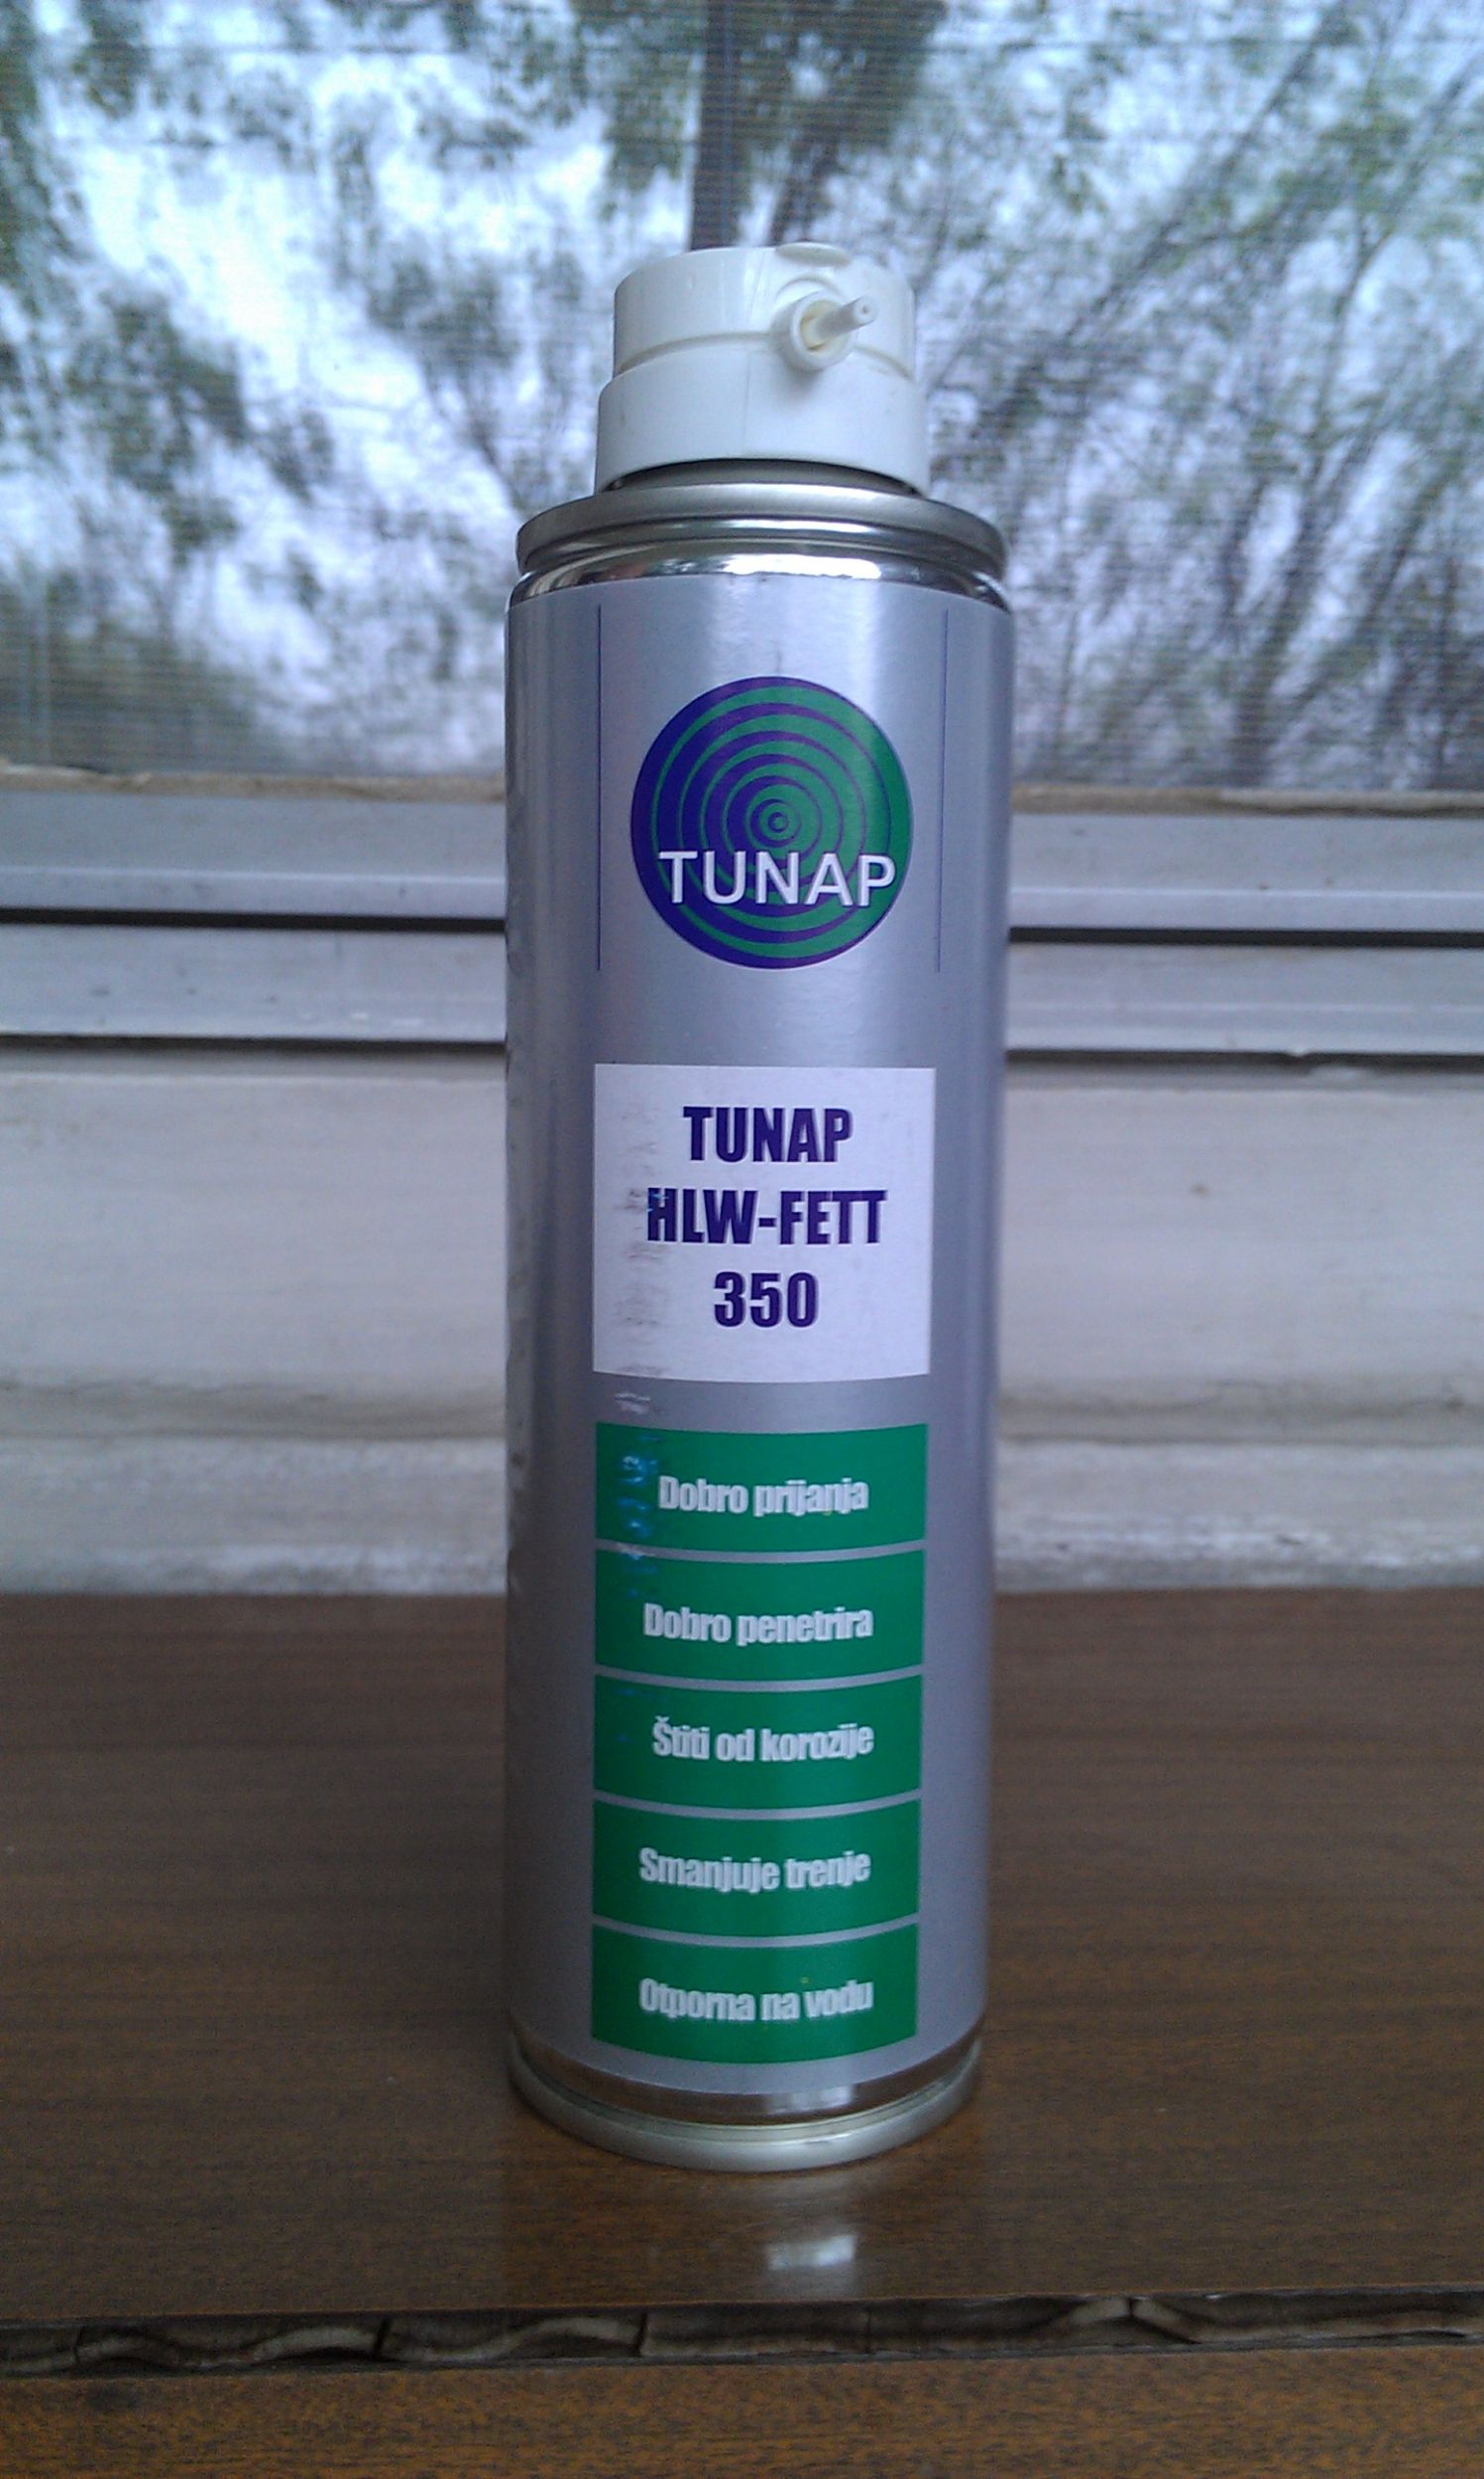 TUNAP
TUNAP
HLW-FETT
350
Dobro prijanja
Dobro penetrira
Štiti od korozije
Smanjuje trenje
Otporna na vodu